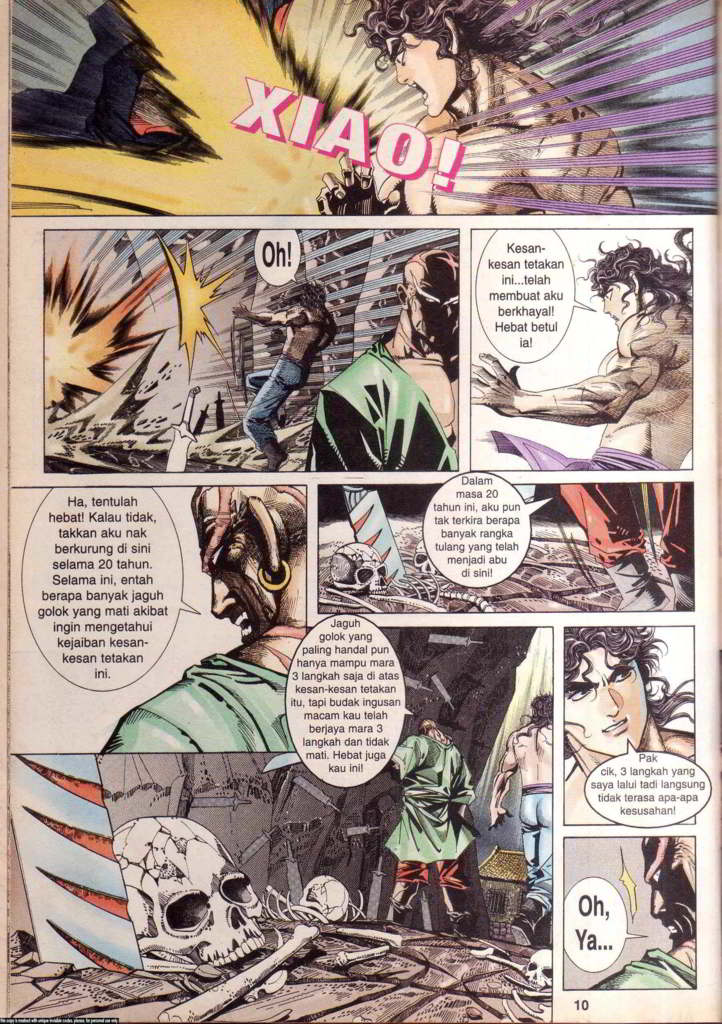 XIAO!
Oh!
Kesan-
kesan tetakan
ini...telah
membuat aku
berkhayal!
Hebat betul
ia!
Ha, tentulah
hebat! Kalau tidak,
takkan aku nak
berkurung di sini
selama 20 tahun.
Selama ini, entah
berapa banyak jaguh
golok yang mati akibat
ingin mengetahui
kejaiban kesan-
kesan tetakan
ini.
Dalam
masa 20
tahun ini, aku pun
tak terkira berapa
banyak rangka
tulang yang telah
menjadi abu
di sini!
Jaguh
golok yang
paling handal pun
hanya mampu mara
3 langkah saja di atas
kesan-kesan tetakan
itu, tapi budak ingusan
macam kau telah
berjaya mara 3
langkah dan tidak
mati. Hebat juga
kau ini!
Pak
cik, 3 langkah yang
saya lalui tadi langsung
tidak terasa apa-apa
kesusahan!
Oh,
Ya...
10